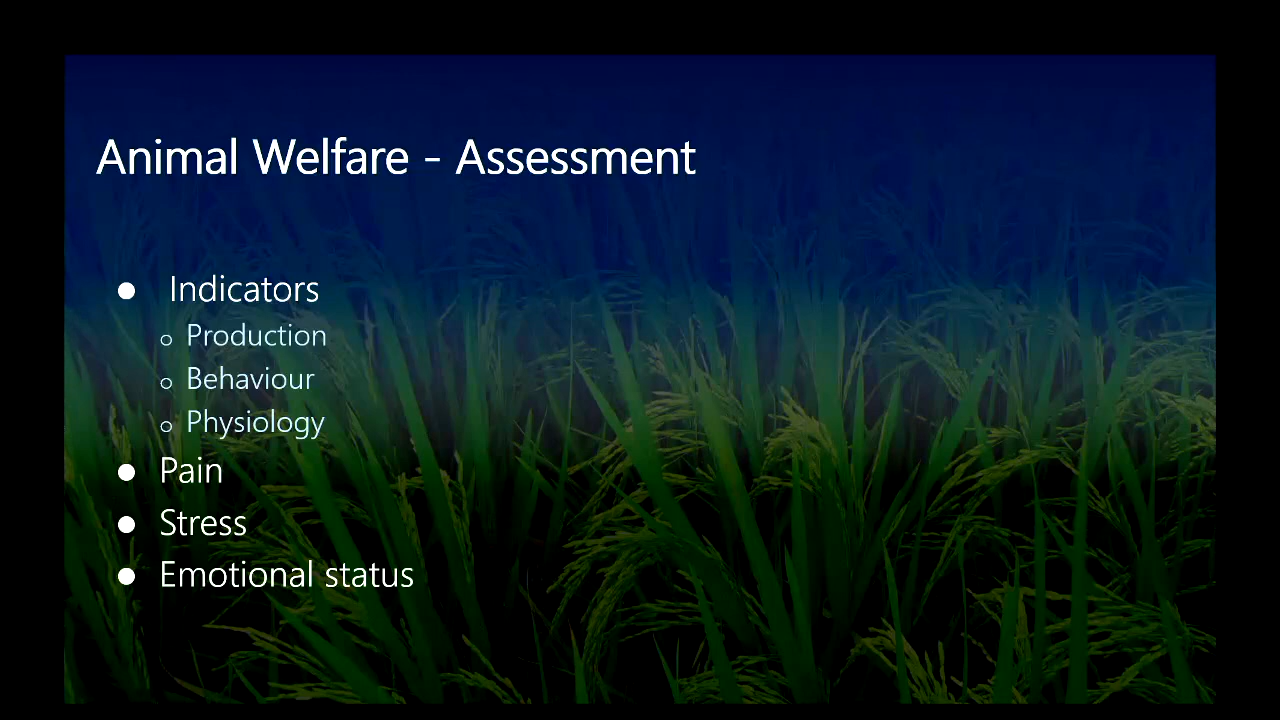 Animal Welfare - Assessment
● Indicators
○ Production
○ Behaviour
○ Physiology
● Pain
● Stress
● Emotional status